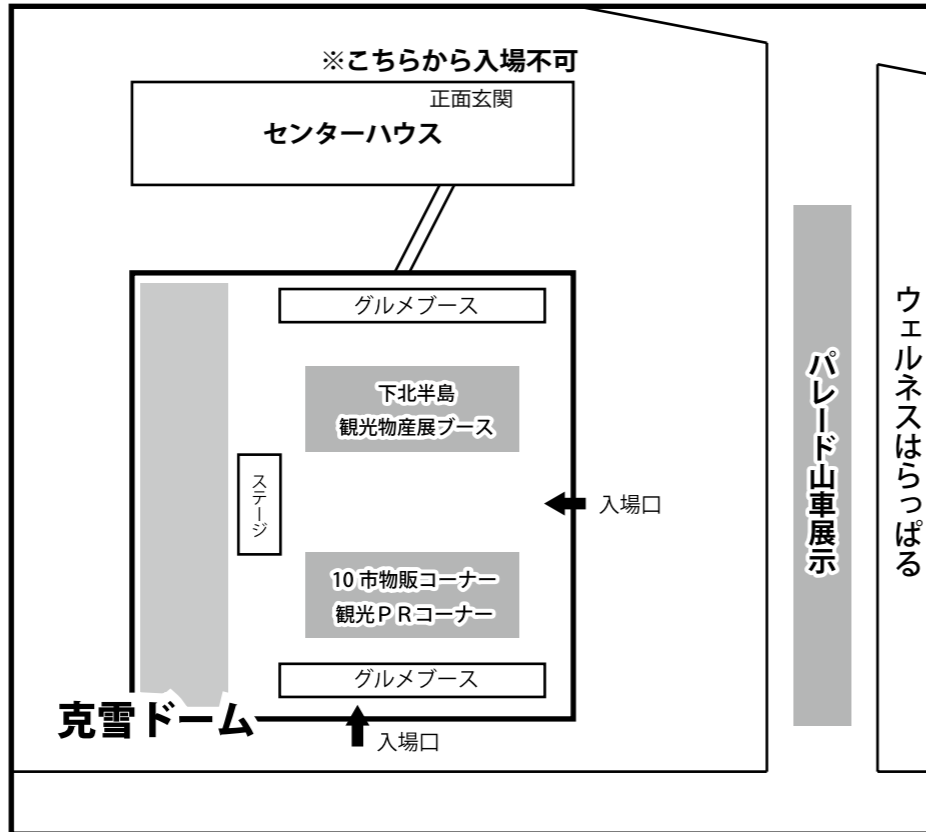 ※こちらから入場不可
正面玄関
センターハウス
グルメブース
下北半島
観光物産展ブース
ステージ
入場口
10市物販コーナー
観光ＰＲコーナー
グルメブース
克雪ドーム
入場口
パレード山車展示
ウェルネスはらっぱる